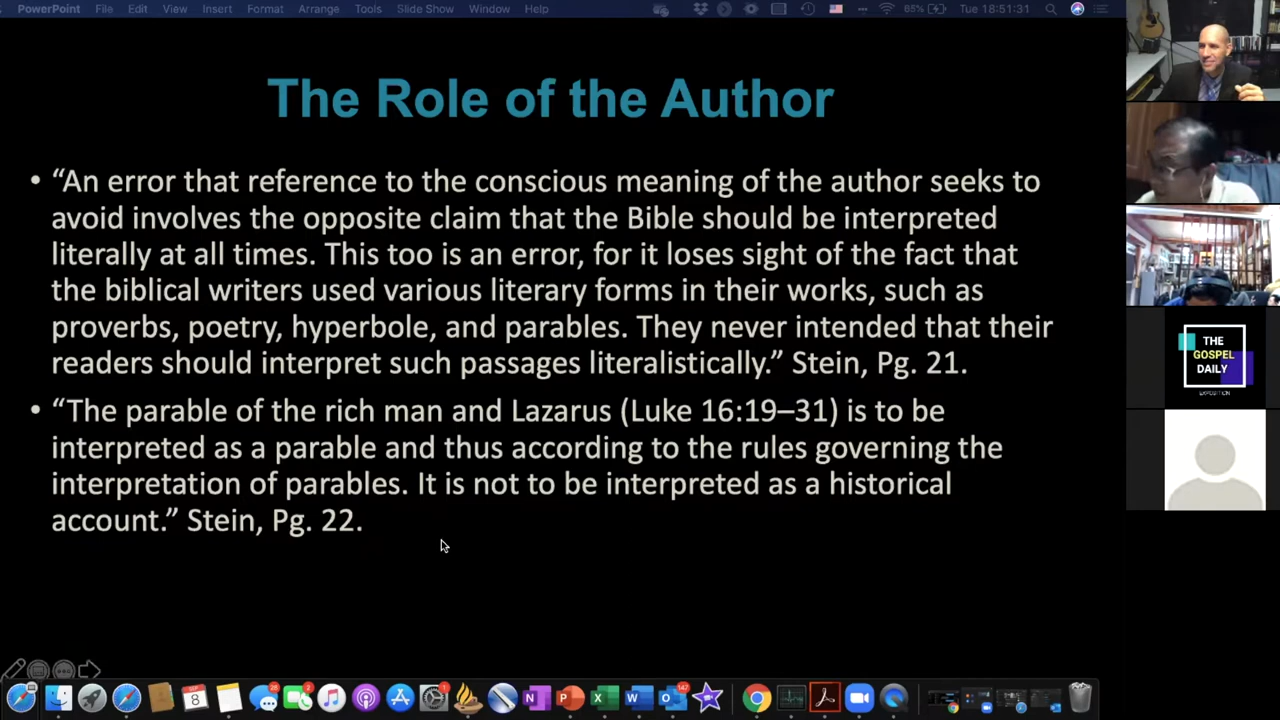 PowerPoint File Edit View Insert Format Arrange Tools Slide Show Window Help 65% Tue 18:51:31
The Role of the Author
• “An error that reference to the conscious meaning of the author seeks to
avoid involves the opposite claim that the Bible should be interpreted
literally at all times. This too is an error, for it loses sight of the fact that
the biblical writers used various literary forms in their works, such as
proverbs, poetry, hyperbole, and parables. They never intended that their
readers should interpret such passages literalistically.” Stein, Pg. 21.
• “The parable of the rich man and Lazarus (Luke 16:19–31) is to be
interpreted as a parable and thus according to the rules governing the
interpretation of parables. It is not to be interpreted as a historical
account.” Stein, Pg. 22.
THE
GOSPEL
DAILY
EXPOSITION
SEP
8